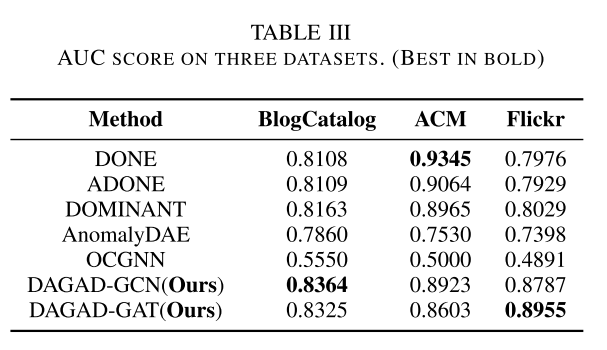 TABLE III
AUC SCORE ON THREE DATASETS. (BEST IN BOLD)
Method BlogCatalog ACM Flickr
DONE 0.8108 0.9345 0.7976
ADONE 0.8109 0.9064 0.7929
DOMINANT 0.8163 0.8965 0.8029
AnomalyDAE 0.7860 0.7530 0.7398
OCGNN 0.5550 0.5000 0.4891
DAGAD-GCN(Ours) 0.8364 0.8923 0.8787
DAGAD-GAT(Ours) 0.8325 0.8603 0.8955